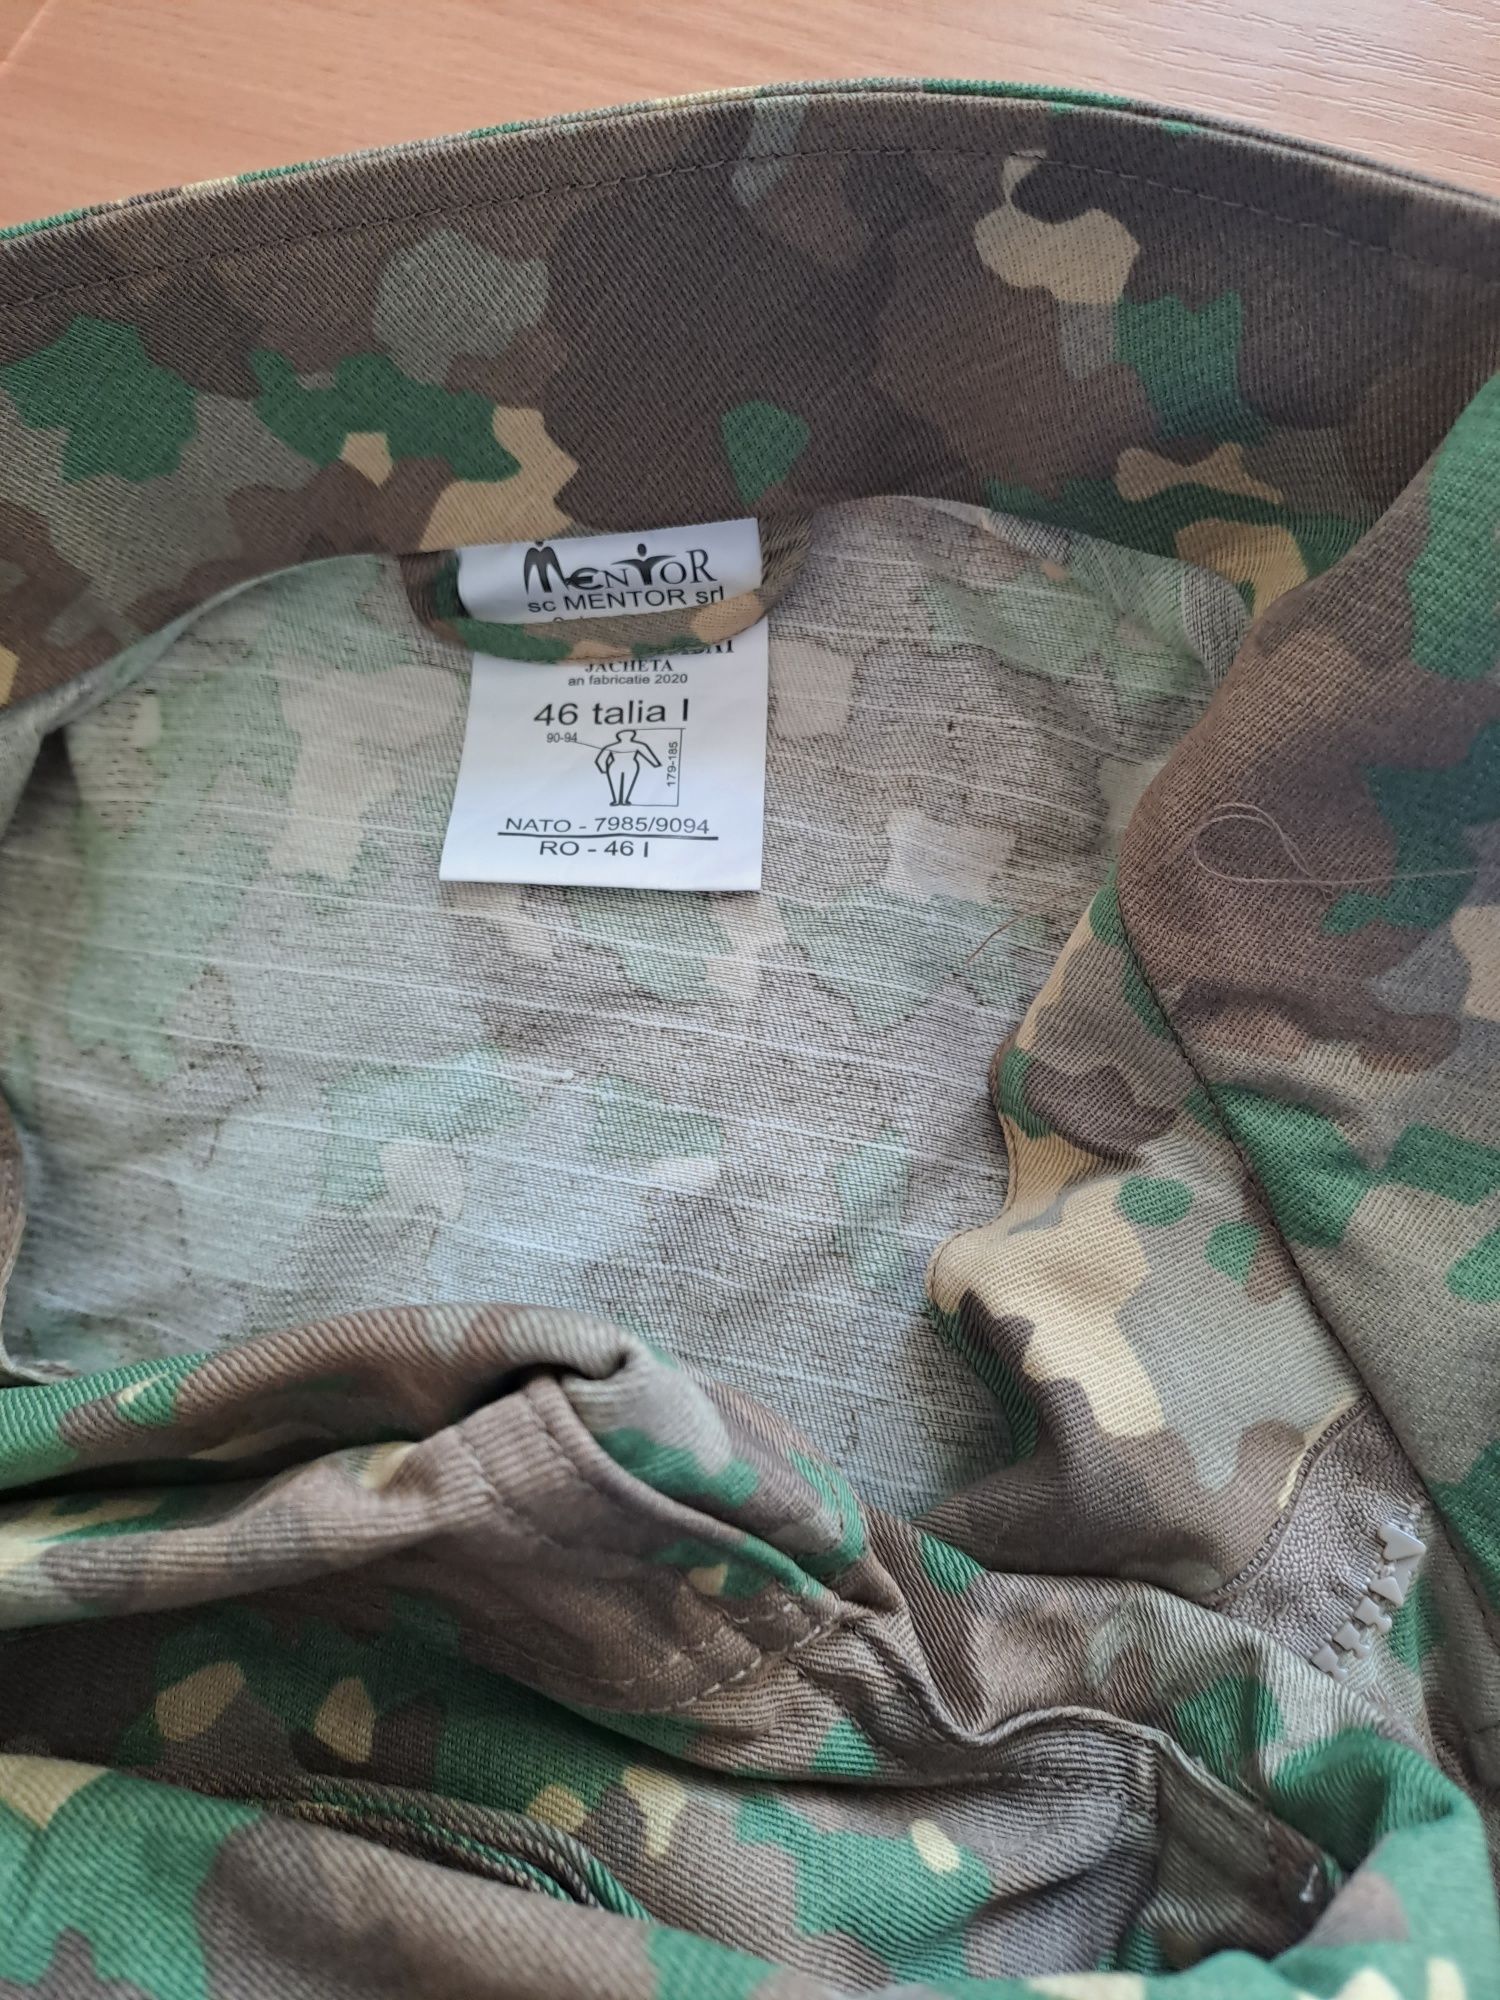 MENTOR
sc MENTOR srl
JACHETA
an fabricatie 2020
46 talia I
90-94
179-185
NATO - 7985/9094
RO - 46 I